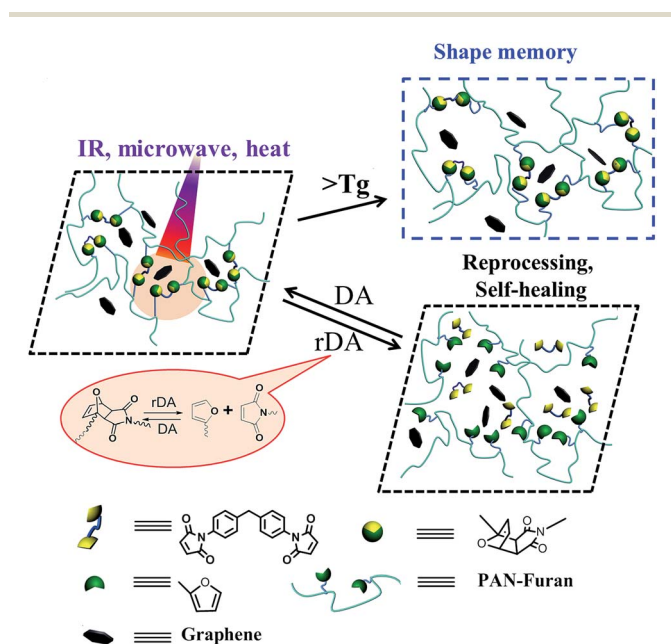 Shape memory
IR, microwave, heat
>Tg
Reprocessing,
Self-healing
DA
rDA
O
O
N
O
rDA
DA
O
+
O
N
O
O
N
O
O
N
O
N
O
O
O
PAN-Furan
Graphene